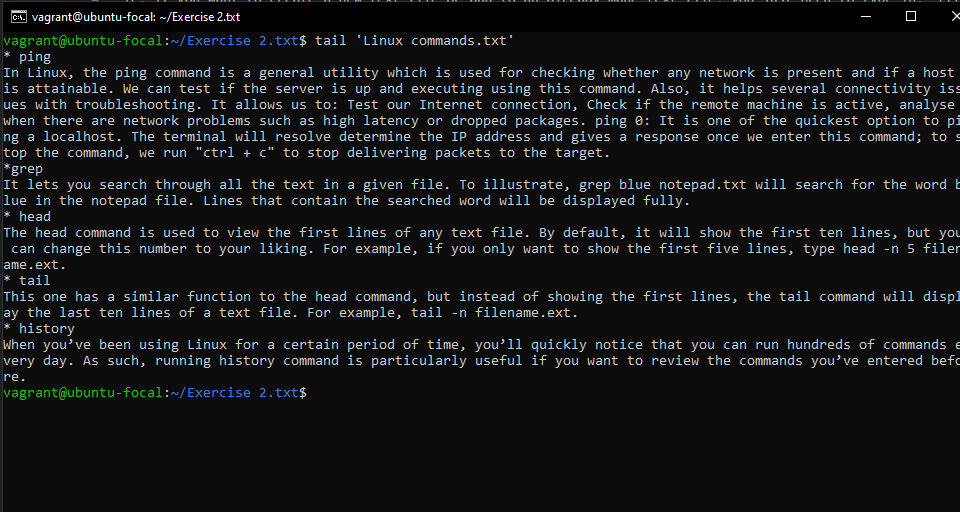 vagrant@ubuntu-focal: ~/Exercise 2.txt
vagrant@ubuntu-focal:~/Exercise 2.txt$ tail 'Linux commands.txt'
* ping
In Linux, the ping command is a general utility which is used for checking whether any network is present and if a host
is attainable. We can test if the server is up and executing using this command. Also, it helps several connectivity iss
ues with troubleshooting. It allows us to: Test our Internet connection, Check if the remote machine is active, analyse
when there are network problems such as high latency or dropped packages. ping 0: It is one of the quickest option to pi
ng a localhost. The terminal will resolve determine the IP address and gives a response once we enter this command; to s
top the command, we run "ctrl + c" to stop delivering packets to the target.
*grep
It lets you search through all the text in a given file. To illustrate, grep blue notepad.txt will search for the word b
lue in the notepad file. Lines that contain the searched word will be displayed fully.
* head
The head command is used to view the first lines of any text file. By default, it will show the first ten lines, but you
can change this number to your liking. For example, if you only want to show the first five lines, type head -n 5 filen
ame.ext.
* tail
This one has a similar function to the head command, but instead of showing the first lines, the tail command will displ
ay the last ten lines of a text file. For example, tail -n filename.ext.
* history
When you’ve been using Linux for a certain period of time, you’ll quickly notice that you can run hundreds of commands e
very day. As such, running history command is particularly useful if you want to review the commands you’ve entered befo
re.
vagrant@ubuntu-focal:~/Exercise 2.txt$